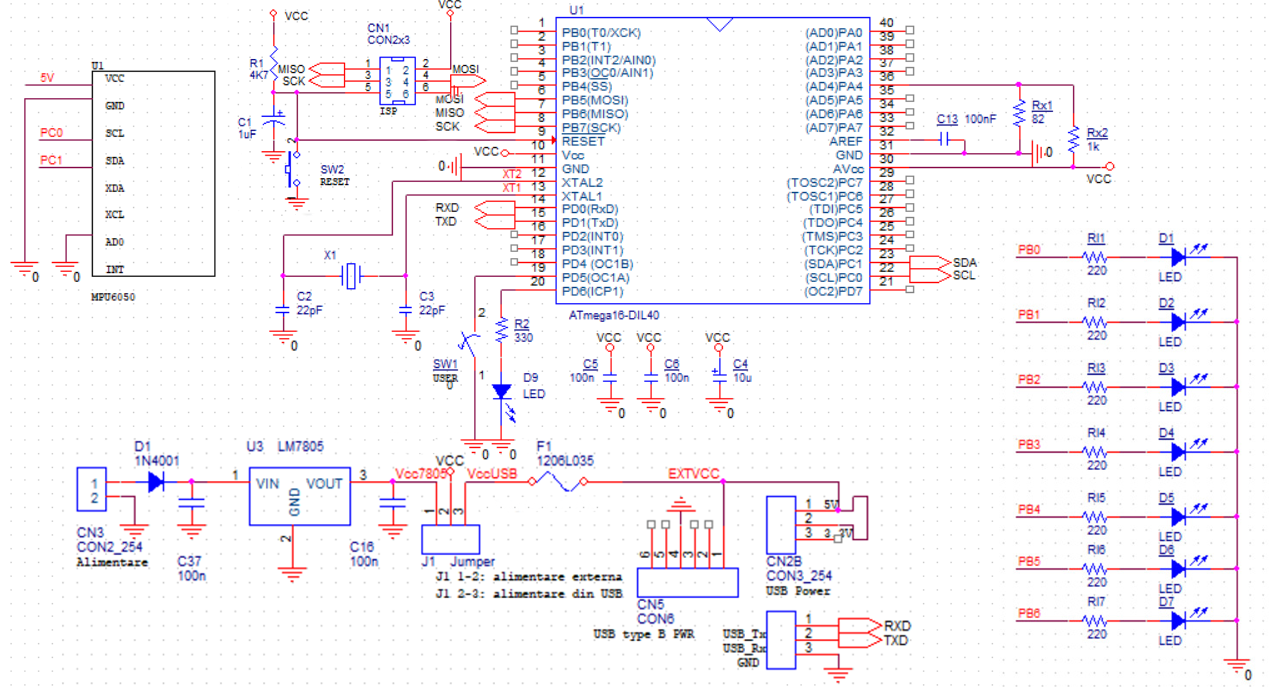 U1
VCC
GND
SCL
SDA
XDA
XCL
AD0
INT
MPU6050
5V
PC0
PC1
0
0
VCC
R1
4K7
C1
1uF
CN1
CON2x3
VCC
MISO
SCK
1
3
5
1 2
3 4
5 6
2
4
6
MOSI
ISP
2
SW2
RESET
MOSI
MISO
SCK
VCC
0
XT2
XT1
RXD
TXD
X1
C2
22pF
C3
22pF
0
0
U1
1 PB0(T0/XCK)
2 PB1(T1)
3 PB2(INT2/AIN0)
4 PB3(OC0/AIN1)
5 PB4(SS)
6 PB5(MOSI)
7 PB6(MISO)
8 PB7(SCK)
9 RESET
10 Vcc
11 GND
12 XTAL2
13 XTAL1
14 PD0(RxD)
15 PD1(TxD)
16 PD2(INT0)
17 PD3(INT1)
18 PD4 (OC1B)
19 PD5(OC1A)
20 PD6(ICP1)
(AD0)PA0 40
(AD1)PA1 39
(AD2)PA2 38
(AD3)PA3 37
(AD4)PA4 36
(AD5)PA5 35
(AD6)PA6 34
(AD7)PA7 33
AREF 32
GND 31
AVcc 30
(TOSC2)PC7 29
(TOSC1)PC6 28
(TDI)PC5 27
(TDO)PC4 26
(TMS)PC3 25
(TCK)PC2 24
(SDA)PC1 23
(SCL)PC0 22
(OC2)PD7 21
ATmega16-DIL40
C13 100nF
Rx1
82
Rx2
1k
0
VCC
SDA
SCL
2
SW1
USER
0
1
R2
330
D9
LED
0
0
VCC
C5
100n
0
VCC
C6
100n
0
VCC
C4
10u
0
PB0
RI1
220
D1
LED
PB1
RI2
220
D2
LED
PB2
RI3
220
D3
LED
PB3
RI4
220
D4
LED
PB4
RI5
220
D5
LED
PB5
RI6
220
D6
LED
PB6
RI7
220
D7
LED
0
1
2
CN3
CON2_254
Alimentare
D1
1N4001
C37
100n
U3 LM7805
1
VIN
VOUT
3
GND
2
C16
100n
Vcc7805
VCC
VccUSB
1
2
3
J1 Jumper
J1 1-2: alimentare externa
J1 2-3: alimentare din USB
F1
1206L035
EXTVCC
6
5
4
3
2
1
CN5
CON6
USB type B PWR
1 5V
2
3 3_3V
CN2B
CON3_254
USB Power
USB_Tx
USB_Rx
GND
1
2
3
RXD
TXD